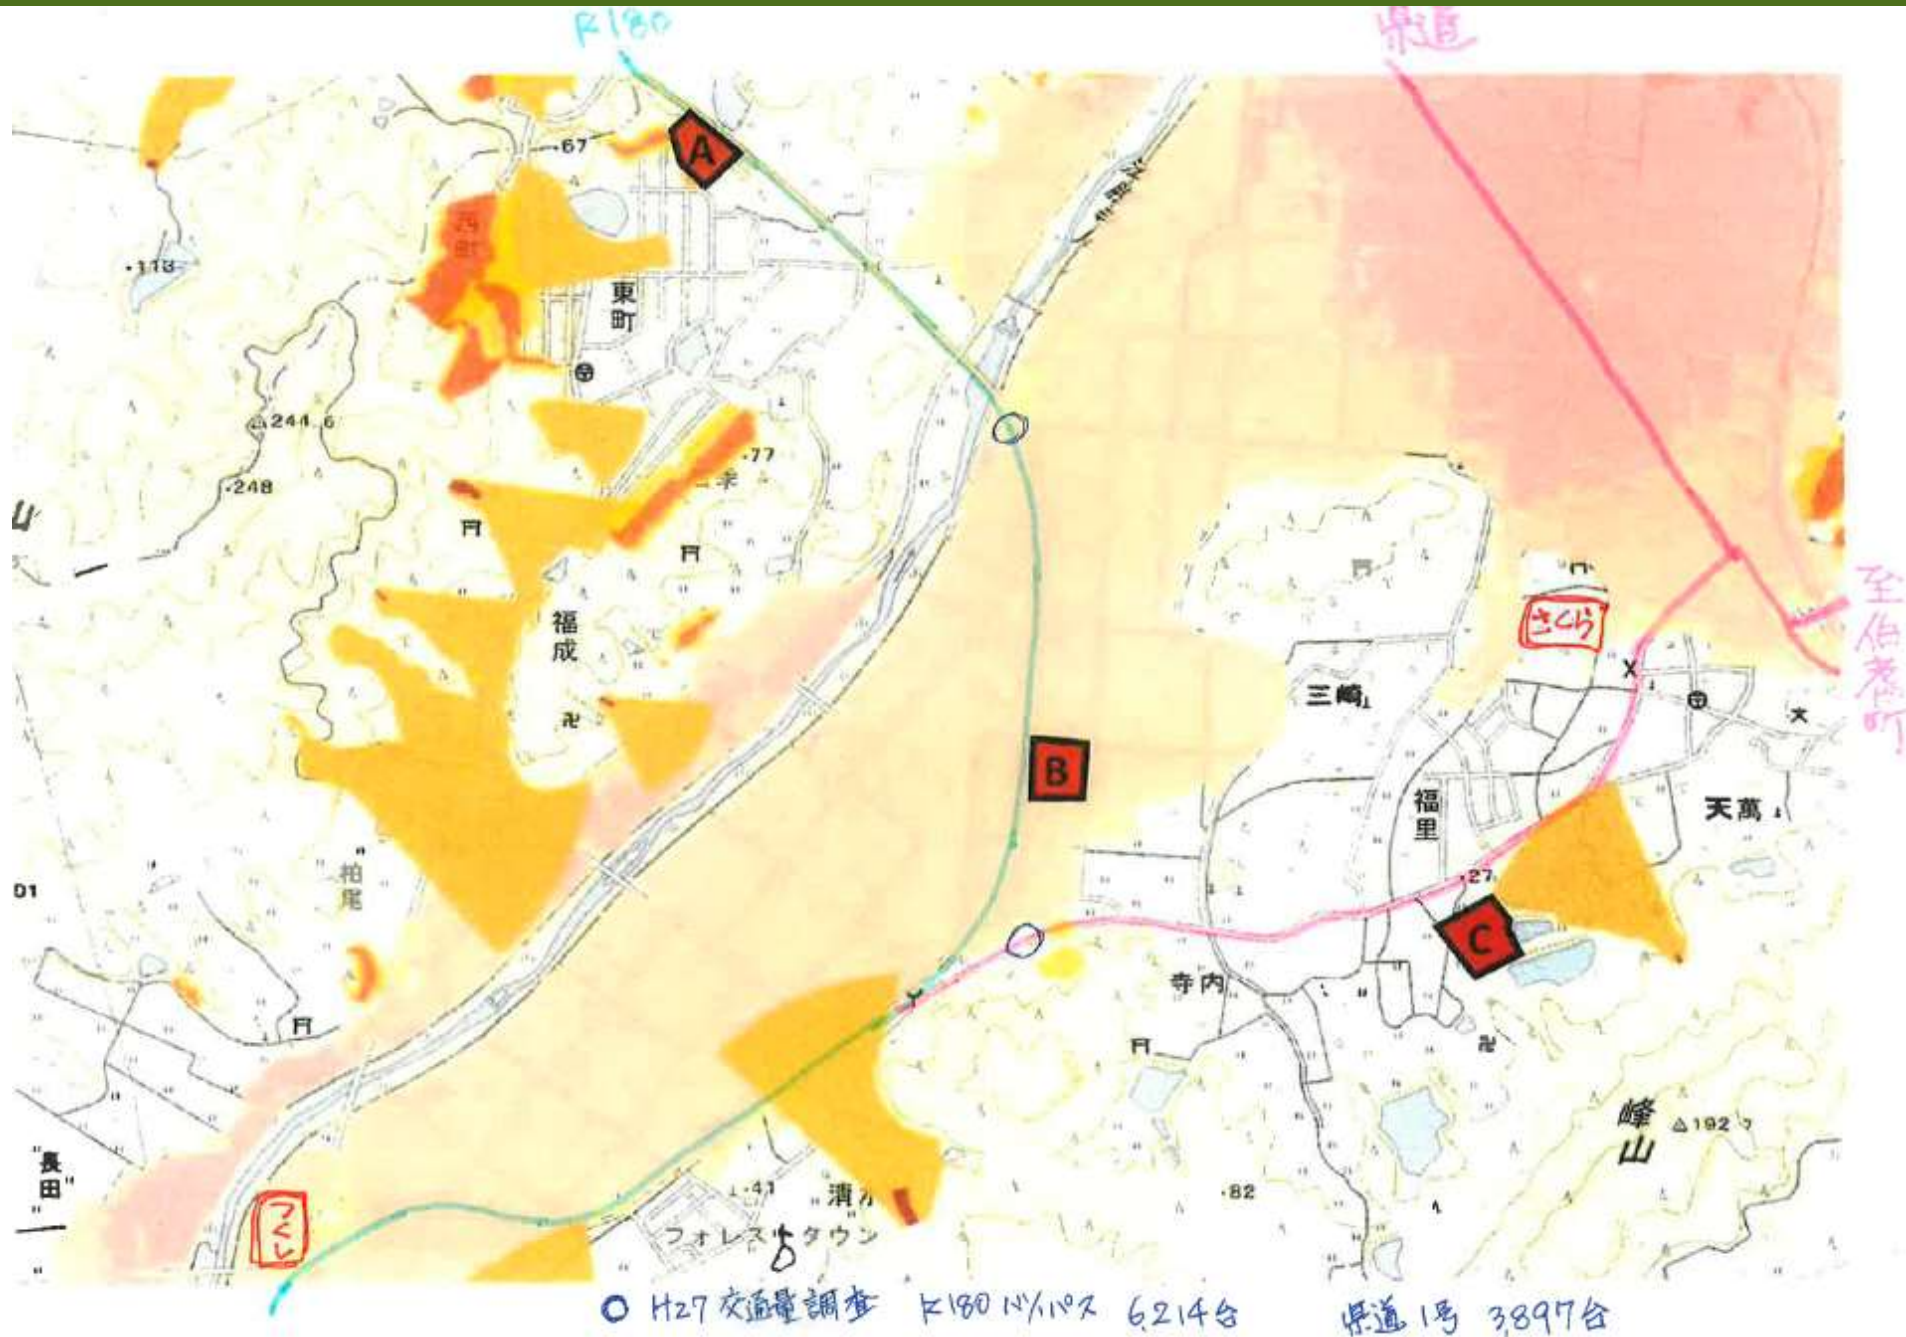 R180
県道
A
67
西町
113
東町
244.6
77
248
山
福成
さくら
至伯耆町
三崎
B
福里
天萬
27
柏尾
01
C
寺内
峰山
192.7
長田
つくし
41
清水
82
フォレストタウン
○ H27 交通量調査 R180 バイパス 6,214台 県道1号 3,897台